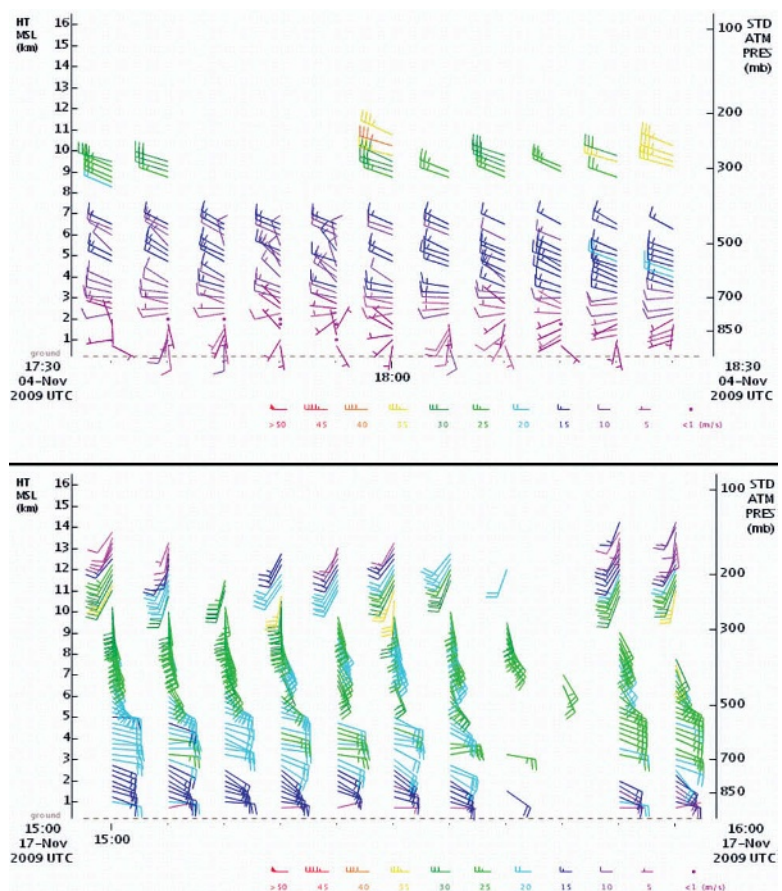 HT
MSL
(km)
16
15
14
13
12
11
10
9
8
7
6
5
4
3
2
1
ground
STD
ATM
PRES
(mb)
100
200
300
500
700
850
17:30
04-Nov
2009 UTC
18:00
18:30
04-Nov
2009 UTC
>50 45 40 35 30 25 20 15 10 5 <1 (m/s)
HT
MSL
(km)
16
15
14
13
12
11
10
9
8
7
6
5
4
3
2
1
ground
STD
ATM
PRES
(mb)
100
200
300
500
700
850
15:00
17-Nov
2009 UTC
15:00
16:00
17-Nov
2009 UTC
>50 45 40 35 30 25 20 15 10 5 <1 (m/s)